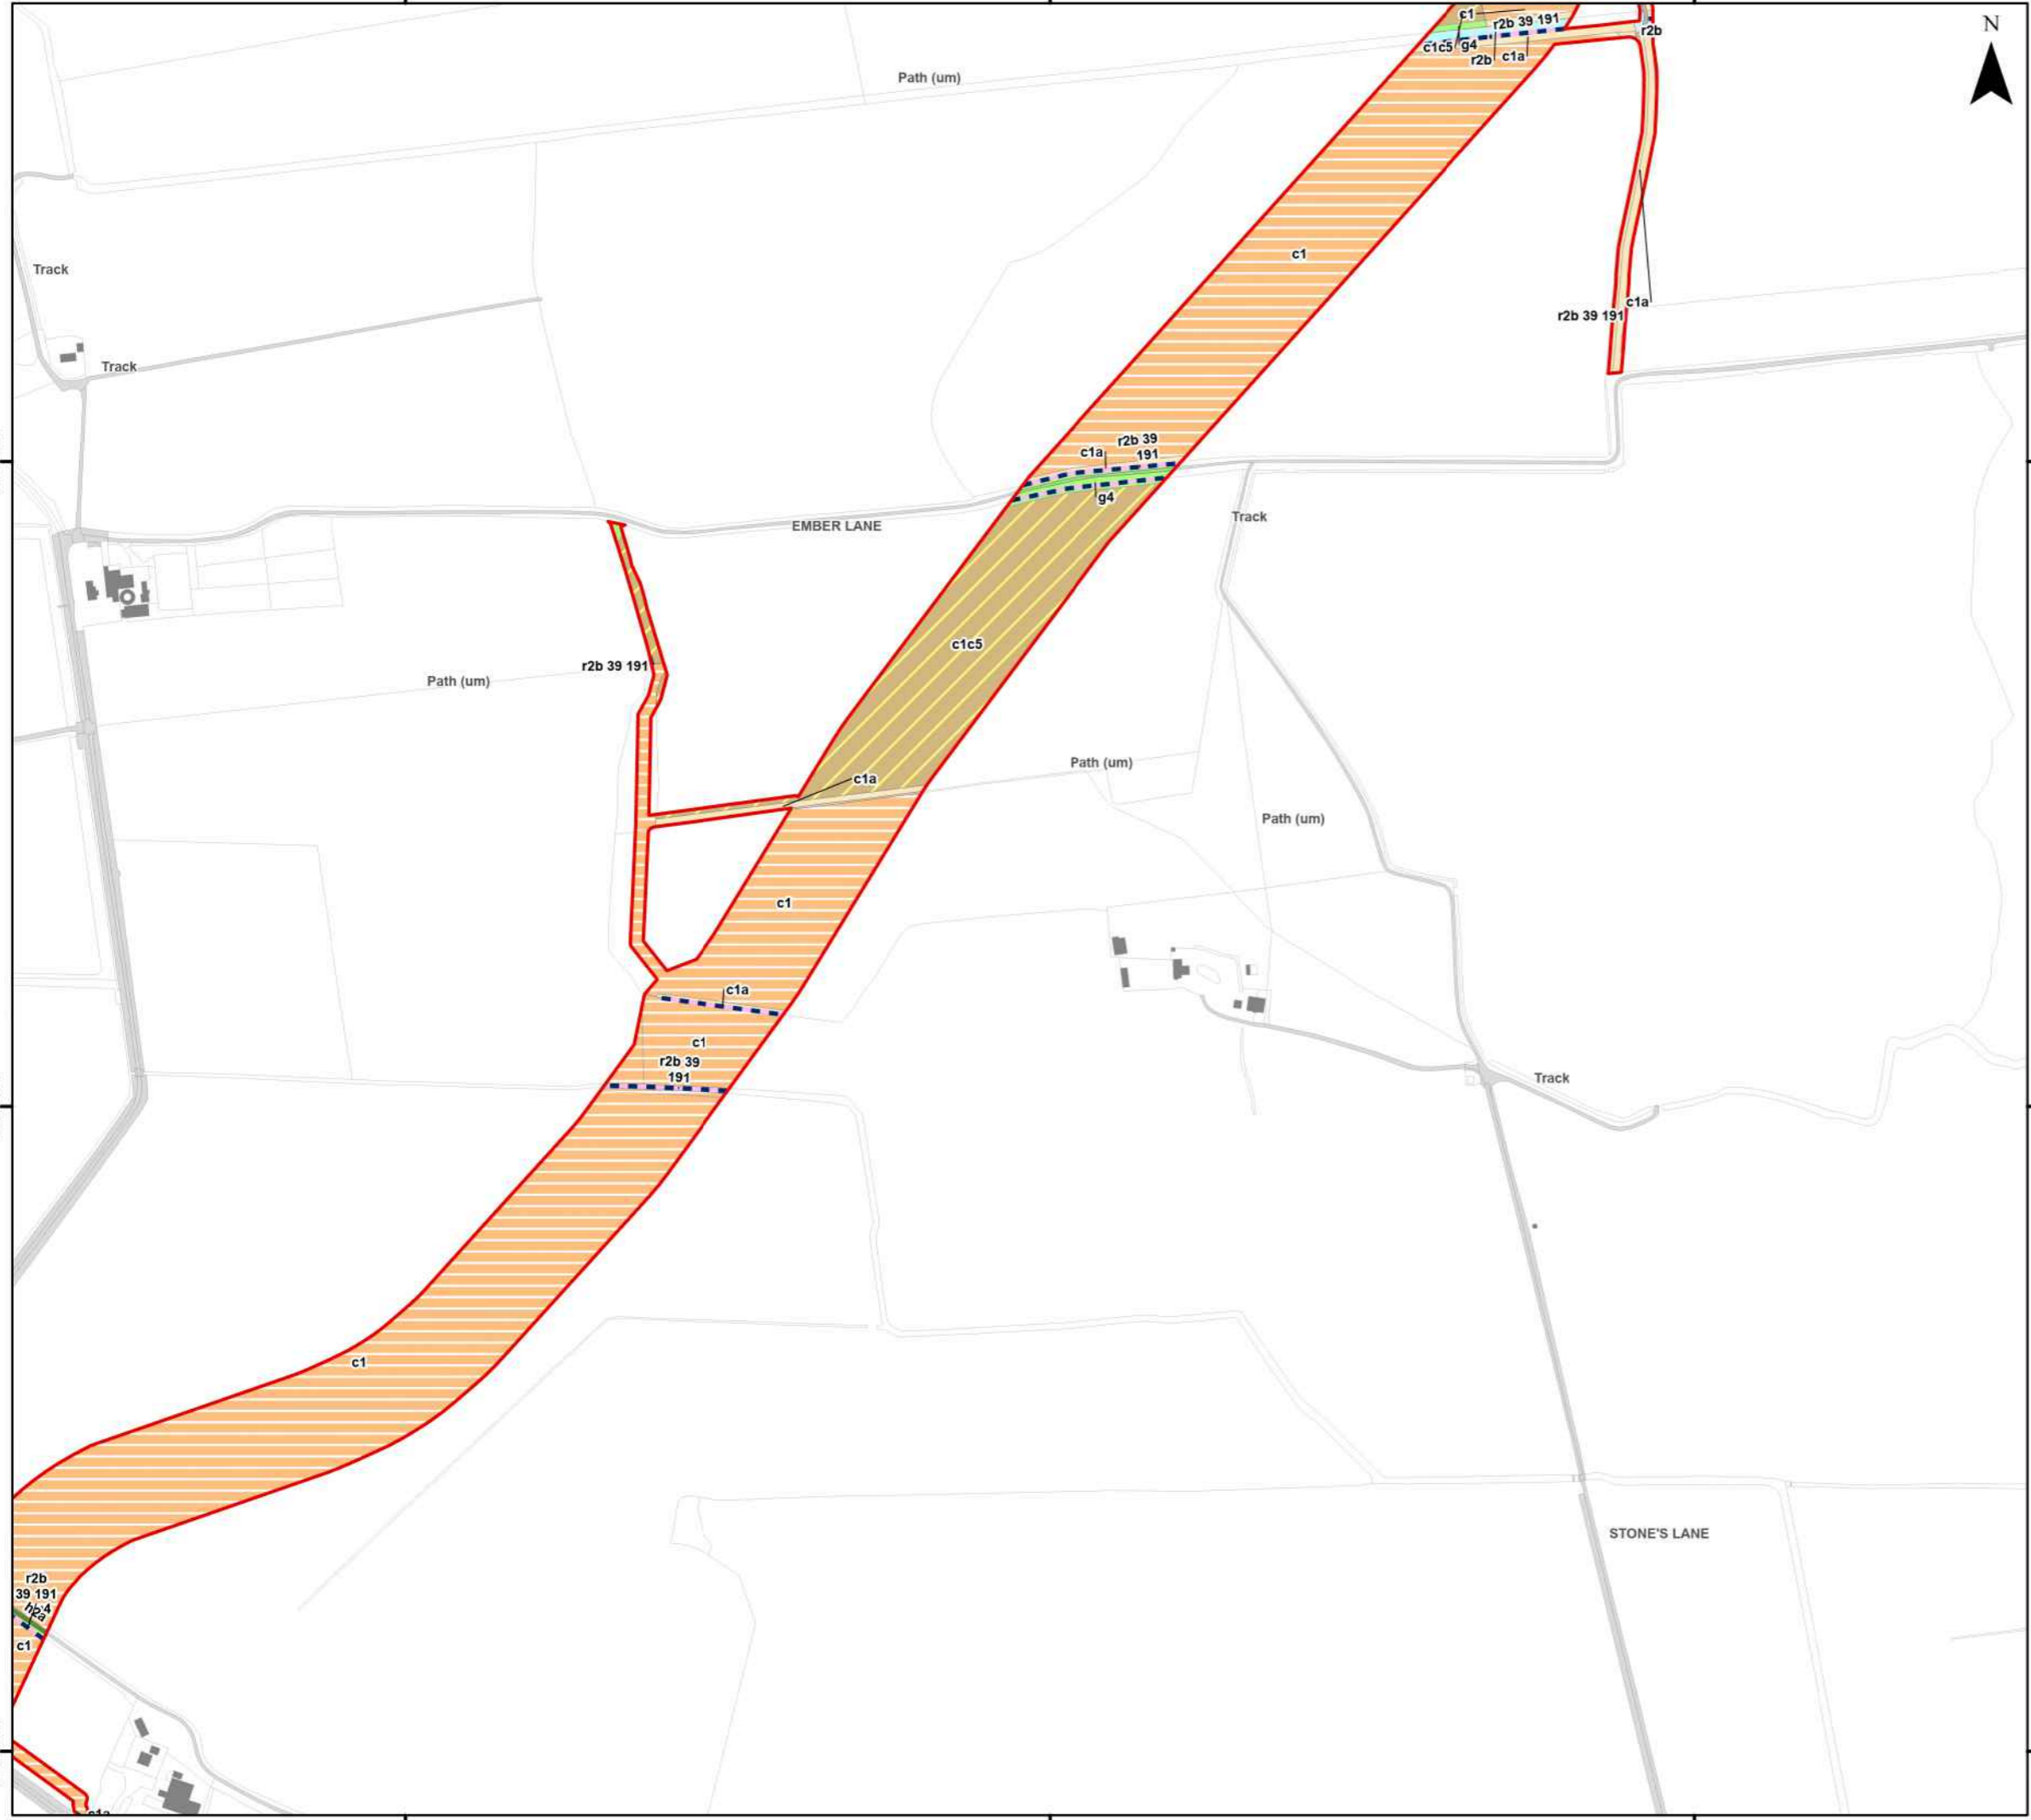 c1
r2b 39 191
r2b
c1c5
g4
r2b
c1a
N
Path (um)
c1
Track
c1a
r2b 39 191
Track
r2b 39
191
c1a
g4
EMBER LANE
Track
c1c5
r2b 39 191
Path (um)
Path (um)
c1a
Path (um)
c1
c1a
c1
r2b 39
191
Track
c1
STONE'S LANE
r2b
39 191
h2a
c1
c1a